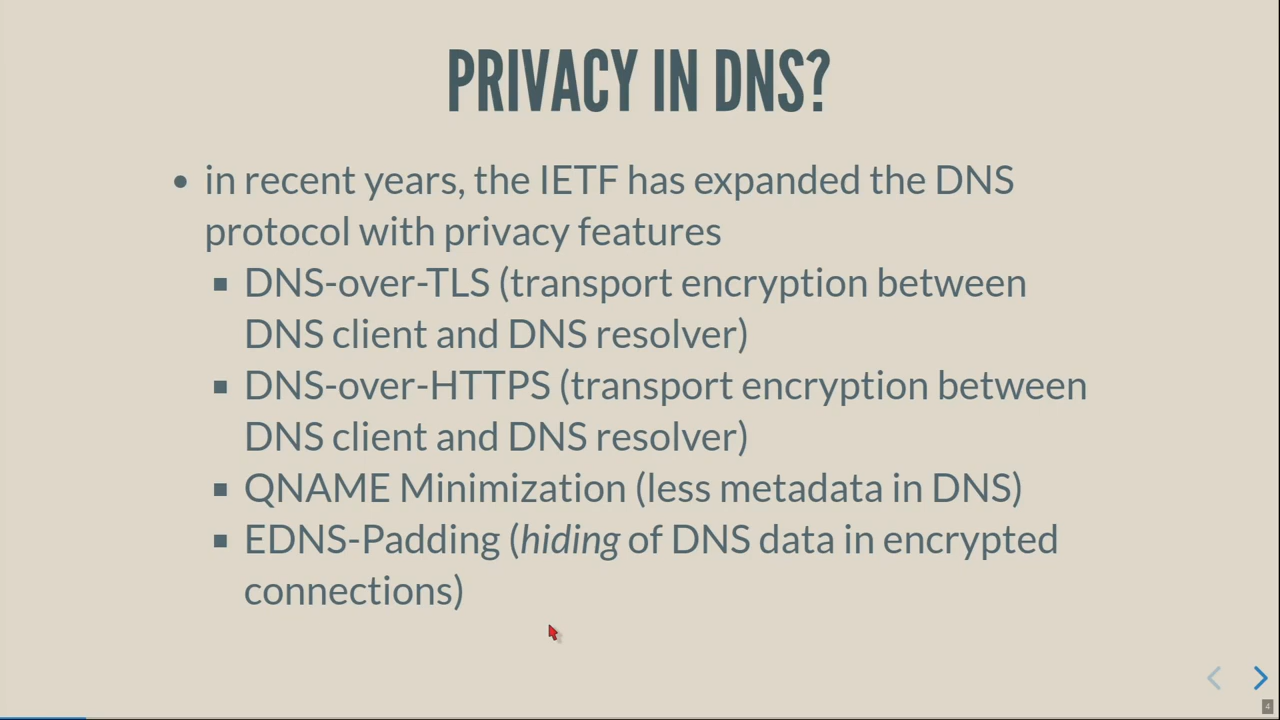 PRIVACY IN DNS?
• in recent years, the IETF has expanded the DNS
protocol with privacy features
▪ DNS-over-TLS (transport encryption between
DNS client and DNS resolver)
▪ DNS-over-HTTPS (transport encryption between
DNS client and DNS resolver)
▪ QNAME Minimization (less metadata in DNS)
▪ EDNS-Padding (hiding of DNS data in encrypted
connections)
4